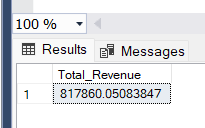 100 %
Results Messages
Total_Revenue
1 817860.05083847